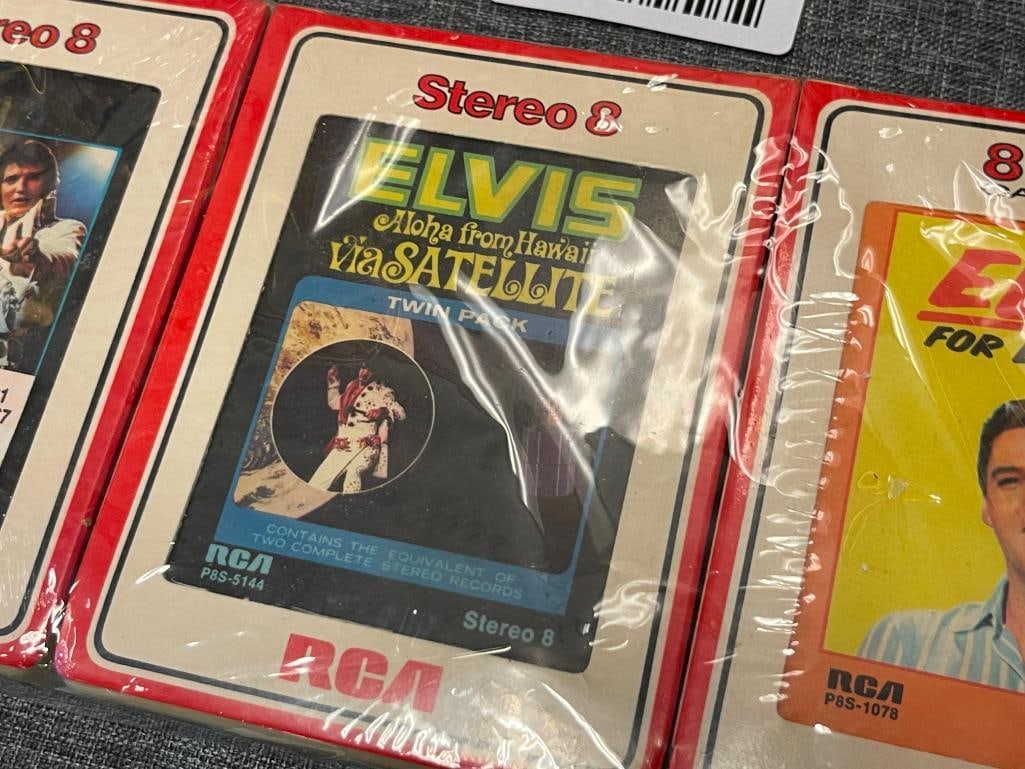 Stereo 8
ELVIS
Aloha from Hawaii
via SATELLITE
TWIN PACK
CONTAINS THE EQUIVALENT OF
TWO COMPLETE STEREO RECORDS
RCA
P8S-5144
Stereo 8
RCA
reo 8
8
FOR
RCA
P8S-1078